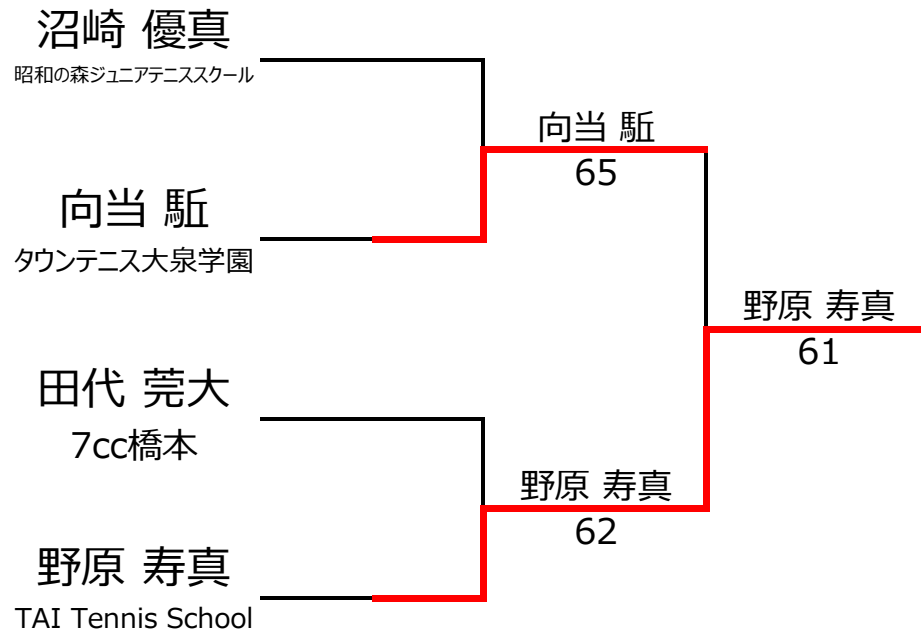 沼崎 優真
昭和の森ジュニアテニススクール
向当 駈
65
向当 駈
タウンテニス大泉学園
野原 寿真
61
田代 莞大
7cc橋本
野原 寿真
62
野原 寿真
TAI Tennis School